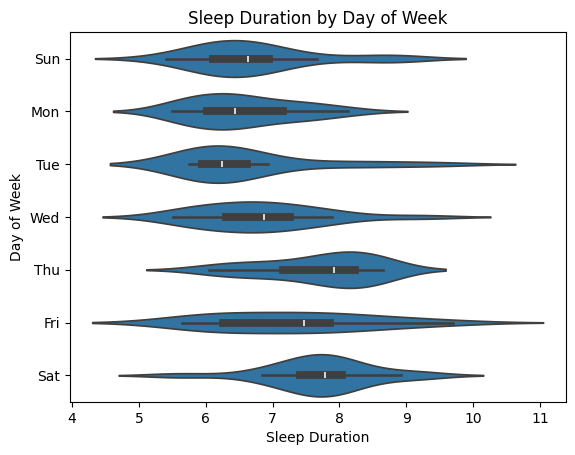 Sleep Duration by Day of Week
Day of Week
Sun
Mon
Tue
Wed
Thu
Fri
Sat
4 5 6 7 8 9 10 11
Sleep Duration